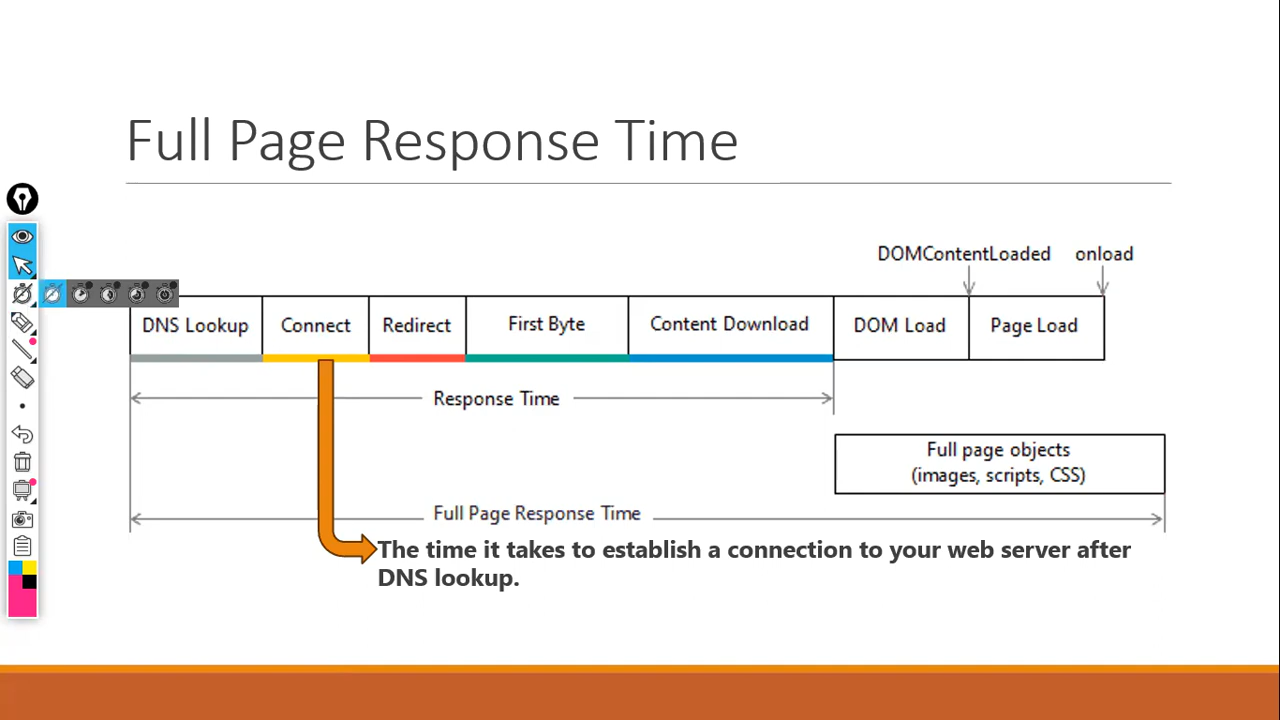 Full Page Response Time
DOMContentLoaded onload
DNS Lookup Connect Redirect First Byte Content Download DOM Load Page Load
Response Time
Full page objects
(images, scripts, CSS)
Full Page Response Time
The time it takes to establish a connection to your web server after
DNS lookup.